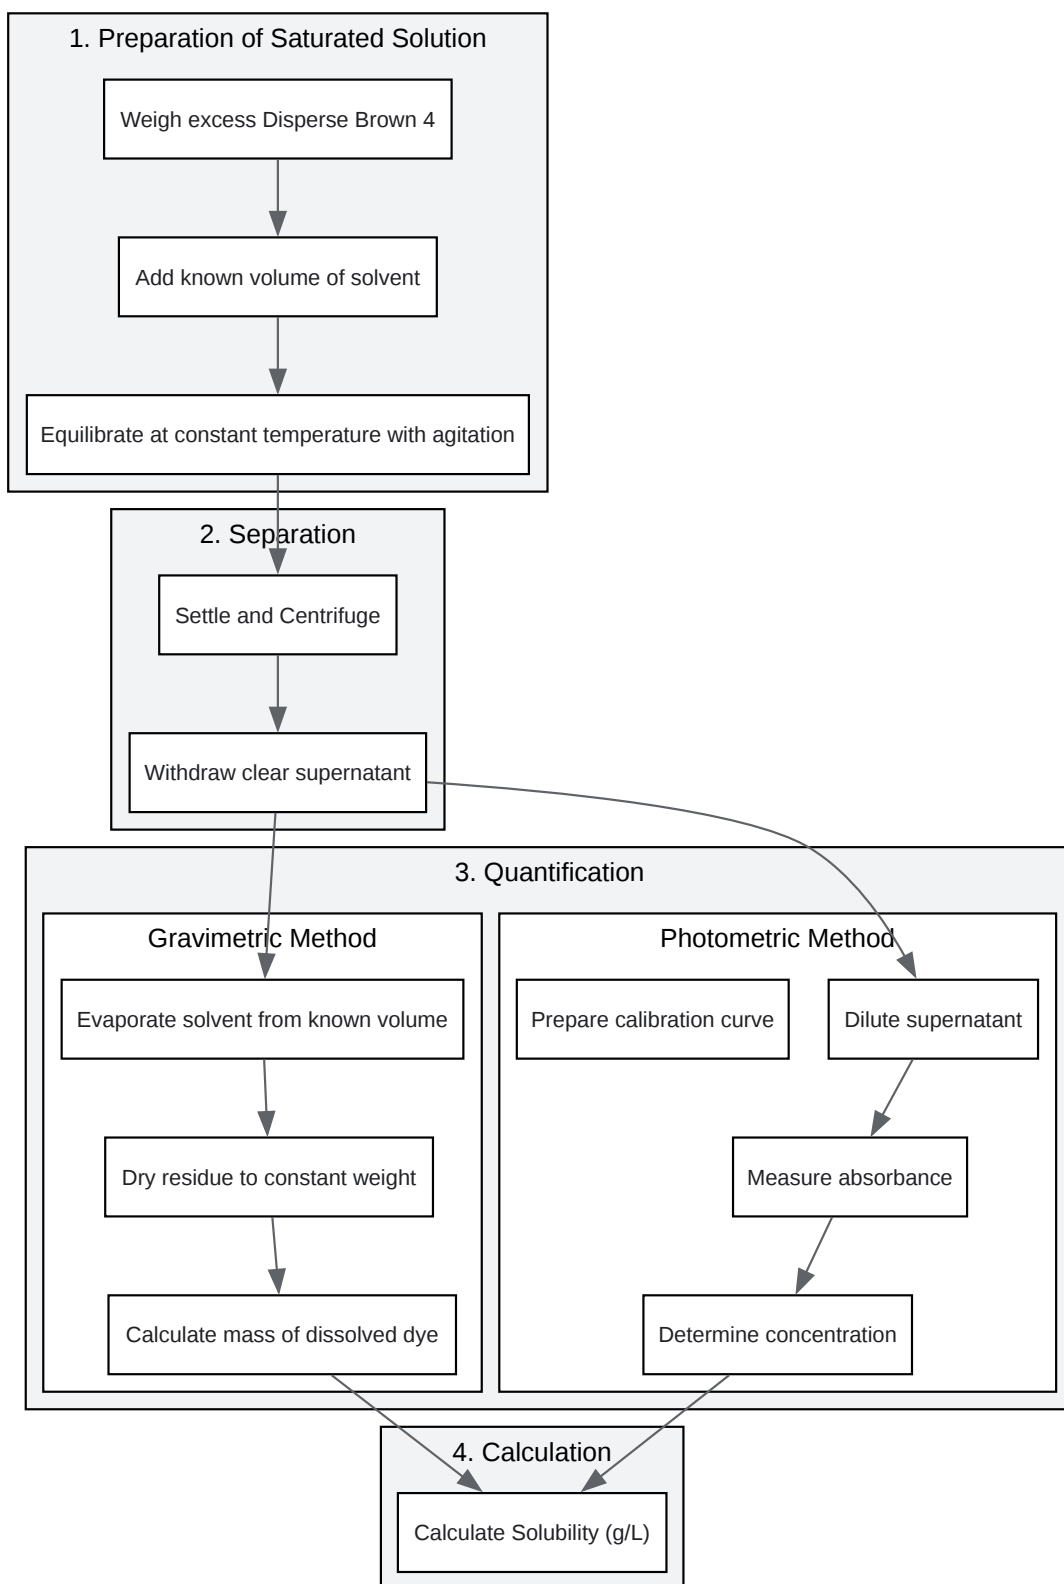 1. Preparation of Saturated Solution
Weigh excess Disperse Brown 4
Add known volume of solvent
Equilibrate at constant temperature with agitation
2. Separation
Settle and Centrifuge
Withdraw clear supernatant
3. Quantification
Gravimetric Method
Evaporate solvent from known volume
Dry residue to constant weight
Calculate mass of dissolved dye
Photometric Method
Prepare calibration curve
Dilute supernatant
Measure absorbance
Determine concentration
4. Calculation
Calculate Solubility (g/L)